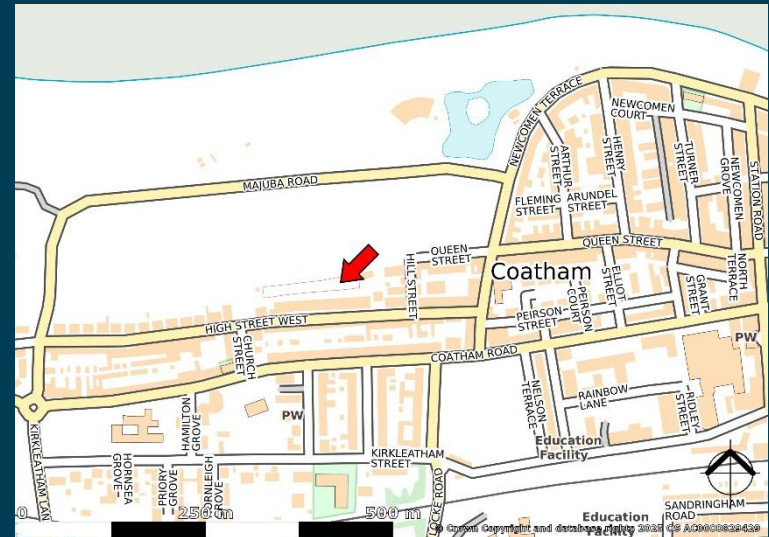 NEWCOMEN TERRACE
NEWCOMEN
COURT
ARTHUR
STREET
HENRY
STREET
TURNER
STREET
NEWCOMEN
GROVE
STATION ROAD
MAJUBA ROAD
FLEMING
STREET
ARUNDEL
STREET
QUEEN
STREET
QUEEN STREET
HILL STREET
Coatham
ELLIOT
STREET
GRANT
STREET
NORTH
TERRACE
PEIRSON
COURT
PEIRSON
STREET
HIGH STREET WEST
CHURCH
STREET
COATHAM ROAD
PW
NELSON
TERRACE
RAINBOW
LANE
RIDLEY
STREET
PW
HAMILTON
GROVE
KIRKLEATHAM LAN
HORNSEA
GROVE
PRIORY
GROVE
ORNLEIGH
GROVE
KIRKLEATHAM
STREET
Education
Facility
LOCKE ROAD
SANDRINGHAM
ROAD
Education
Facility
0
250 m
500 m
© Crown Copyright and database rights 2025 OS AC0000829429